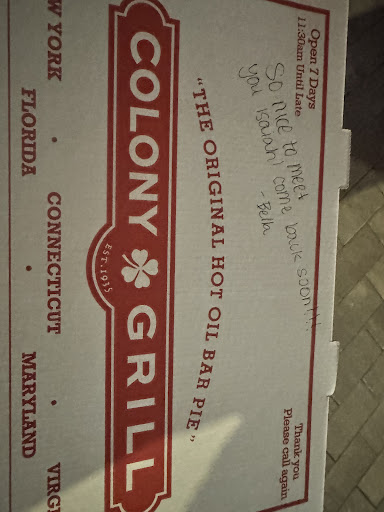 Open 7 Days
11:30am Until Late
So nice to meet
you Isaiah! come back soon!!!!
- Bella
Thank you
Please call again
"THE ORIGINAL HOT OIL BAR PIE"
COLONY GRILL
EST. 1935
W YORK • CONNECTICUT • VIRG
FLORIDA • MARYLAND